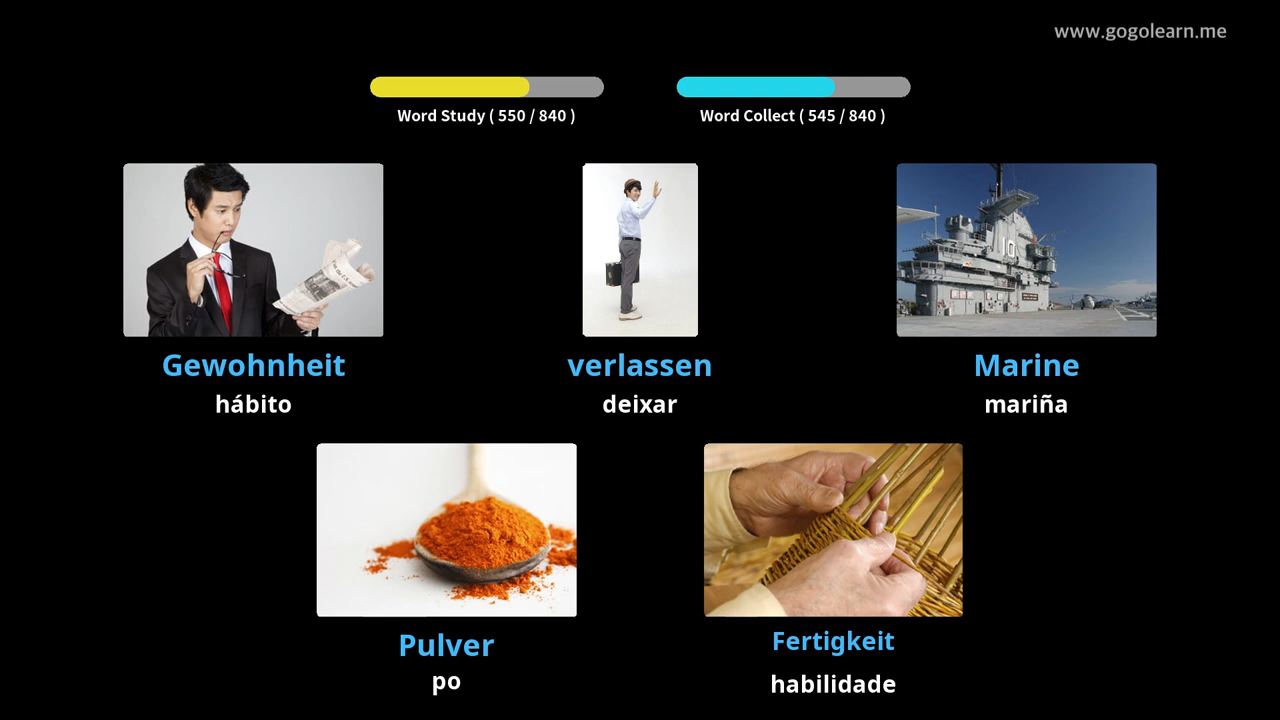 www.gogolearn.me
Word Study ( 550 / 840 )
Word Collect ( 545 / 840 )
Gewohnheit
hábito
verlassen
deixar
Marine
mariña
10
Pulver
po
Fertigkeit
habilidade